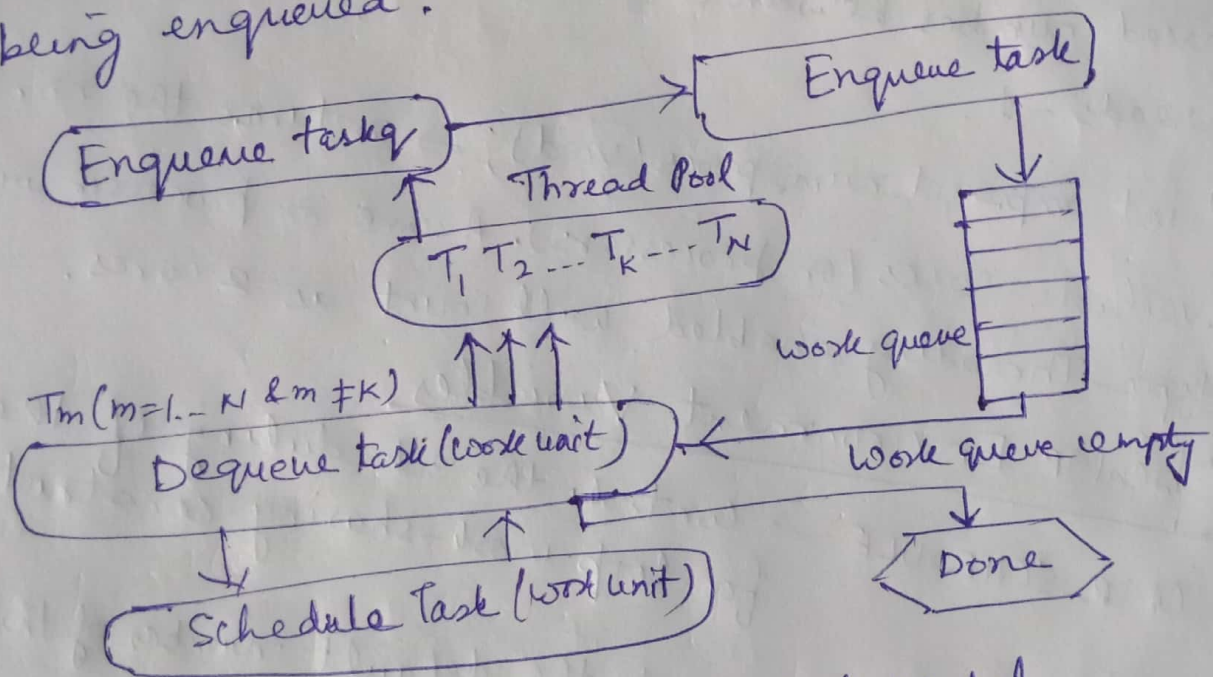 being enqueued.
Enqueue task
Enqueue taskq
Thread Pool
T1 T2 ... TK ... TN
work queue
Tm (m=1..N & m ≠ K)
Dequeue task (work unit)
work queue empty
Done
Schedule Task (work unit)